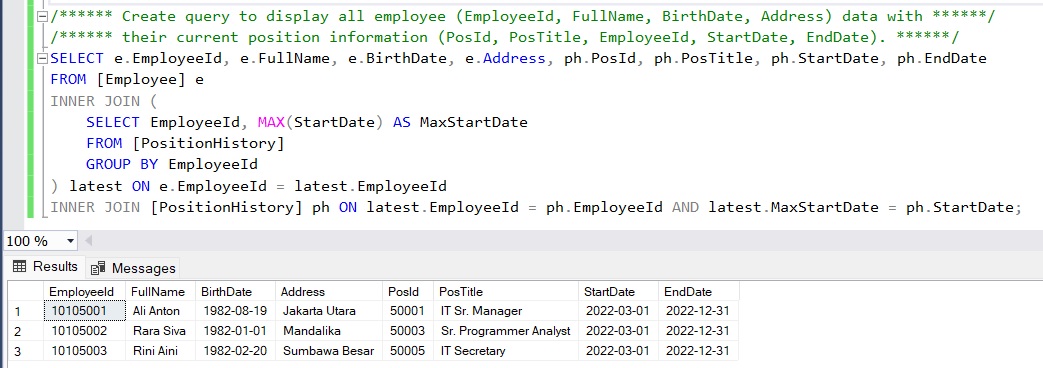 /****** Create query to display all employee (EmployeeId, FullName, BirthDate, Address) data with ******/
/****** their current position information (PosId, PosTitle, EmployeeId, StartDate, EndDate). ******/
SELECT e.EmployeeId, e.FullName, e.BirthDate, e.Address, ph.PosId, ph.PosTitle, ph.StartDate, ph.EndDate
FROM [Employee] e
INNER JOIN (
    SELECT EmployeeId, MAX(StartDate) AS MaxStartDate
    FROM [PositionHistory]
    GROUP BY EmployeeId
) latest ON e.EmployeeId = latest.EmployeeId
INNER JOIN [PositionHistory] ph ON latest.EmployeeId = ph.EmployeeId AND latest.MaxStartDate = ph.StartDate;
100 %
Results Messages
EmployeeId FullName BirthDate Address PosId PosTitle StartDate EndDate
1 10105001 Ali Anton 1982-08-19 Jakarta Utara 50001 IT Sr. Manager 2022-03-01 2022-12-31
2 10105002 Rara Siva 1982-01-01 Mandalika 50003 Sr. Programmer Analyst 2022-03-01 2022-12-31
3 10105003 Rini Aini 1982-02-20 Sumbawa Besar 50005 IT Secretary 2022-03-01 2022-12-31